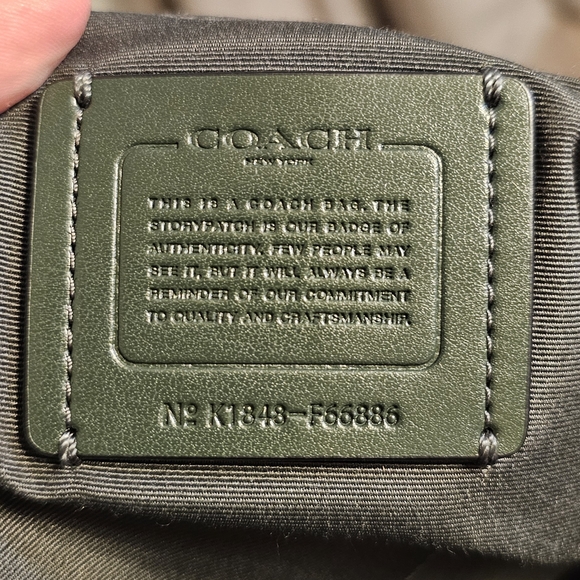 COACH
NEW YORK
THIS IS A COACH BAG. THE
STORYPATCH IS OUR BADGE OF
AUTHENTICITY. FEW PEOPLE MAY
SEE IT, BUT IT WILL ALWAYS BE A
REMINDER OF OUR COMMITMENT
TO QUALITY AND CRAFTSMANSHIP.
Nº K1848-F66886